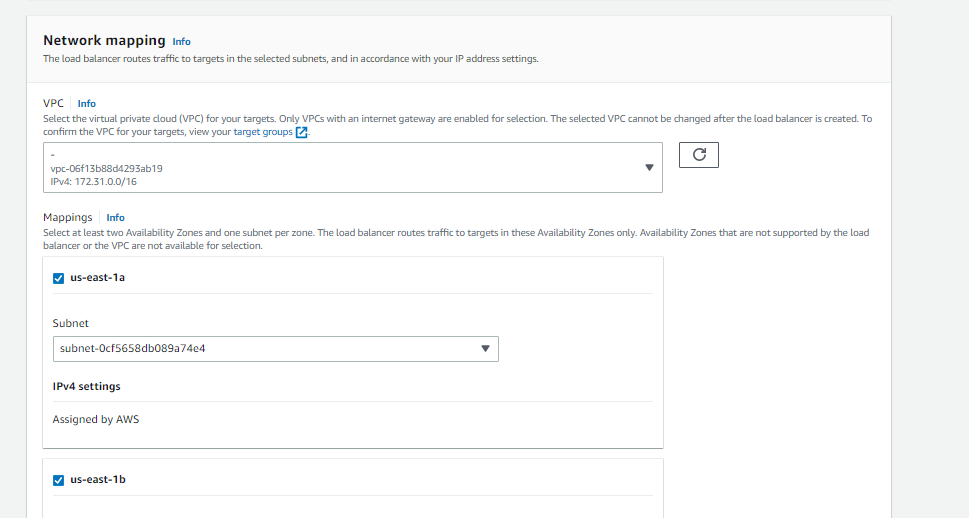 Network mapping Info
The load balancer routes traffic to targets in the selected subnets, and in accordance with your IP address settings.
VPC Info
Select the virtual private cloud (VPC) for your targets. Only VPCs with an internet gateway are enabled for selection. The selected VPC cannot be changed after the load balancer is created. To
confirm the VPC for your targets, view your target groups.
-
vpc-06f13b88d4293ab19
IPv4: 172.31.0.0/16
Mappings Info
Select at least two Availability Zones and one subnet per zone. The load balancer routes traffic to targets in these Availability Zones only. Availability Zones that are not supported by the load
balancer or the VPC are not available for selection.
us-east-1a
Subnet
subnet-0cf5658db089a74e4
IPv4 settings
Assigned by AWS
us-east-1b